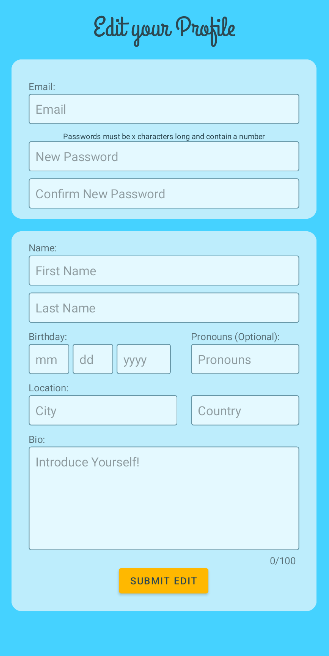 Edit your Profile
Email:
Email
Passwords must be x characters long and contain a number
New Password
Confirm New Password
Name:
First Name
Last Name
Birthday: Pronouns (Optional):
mm dd yyyy Pronouns
Location:
City Country
Bio:
Introduce Yourself!
0/100
SUBMIT EDIT